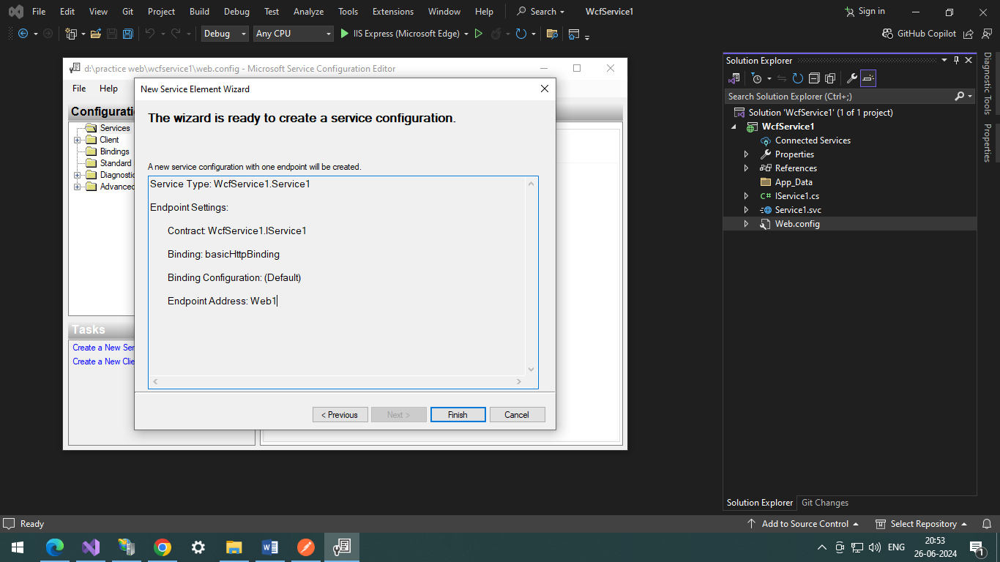 File Edit View Git Project Build Debug Test Analyze Tools Extensions Window Help Search WcfService1 Sign in
Debug Any CPU IIS Express (Microsoft Edge) GitHub Copilot
d:\practice web\wcfservice1\web.config - Microsoft Service Configuration Editor
File Help
Configurati
Services
Client
Bindings
Standard
Diagnostic
Advanced
Tasks
Create a New Ser
Create a New Clie
New Service Element Wizard
The wizard is ready to create a service configuration.
A new service configuration with one endpoint will be created.
Service Type: WcfService1.Service1
Endpoint Settings:
Contract: WcfService1.IService1
Binding: basicHttpBinding
Binding Configuration: (Default)
Endpoint Address: Web1
< Previous Next > Finish Cancel
Solution Explorer
Search Solution Explorer (Ctrl+;)
Solution 'WcfService1' (1 of 1 project)
WcfService1
Connected Services
Properties
References
App_Data
C# IService1.cs
Service1.svc
Web.config
Solution Explorer Git Changes
Diagnostic Tools
Properties
Ready Add to Source Control Select Repository
ENG
20:53
26-06-2024
1